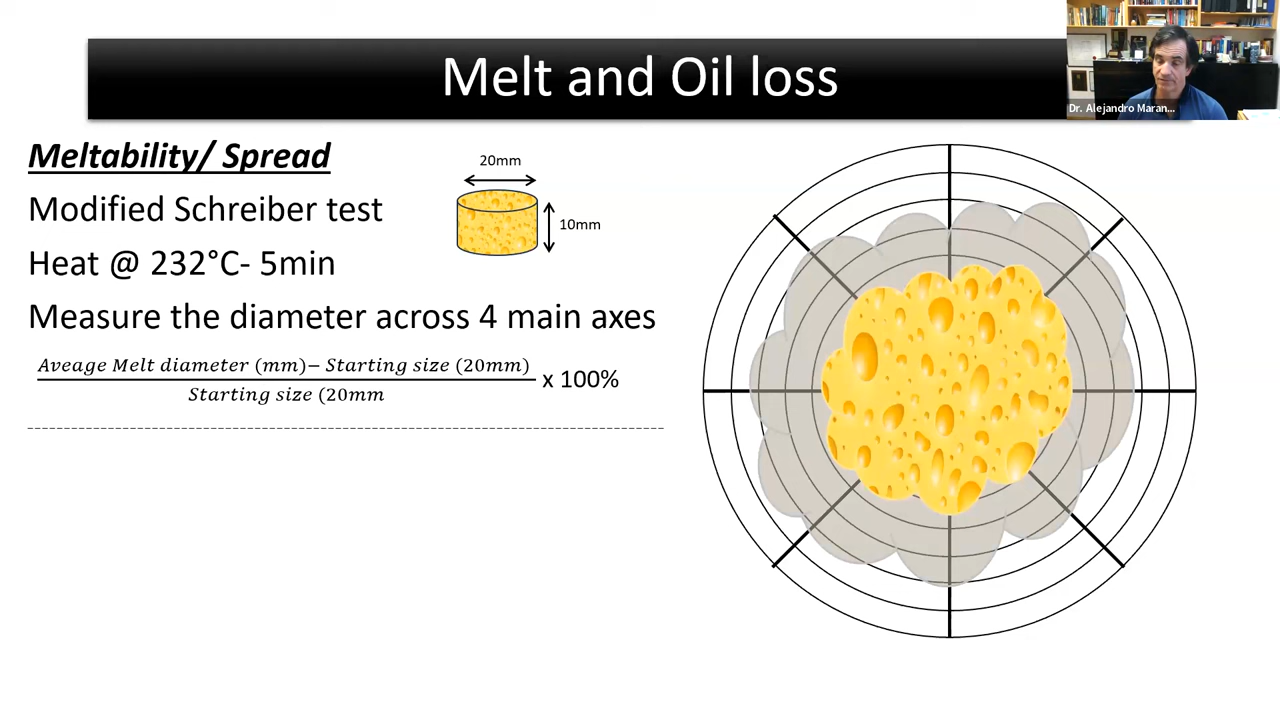 Melt and Oil loss
Dr. Alejandro Maran...
Meltability/ Spread
20mm
Modified Schreiber test
10mm
Heat @ 232°C- 5min
Measure the diameter across 4 main axes
Aveage Melt diameter (mm)− Starting size (20mm)
Starting size (20mm
x 100%